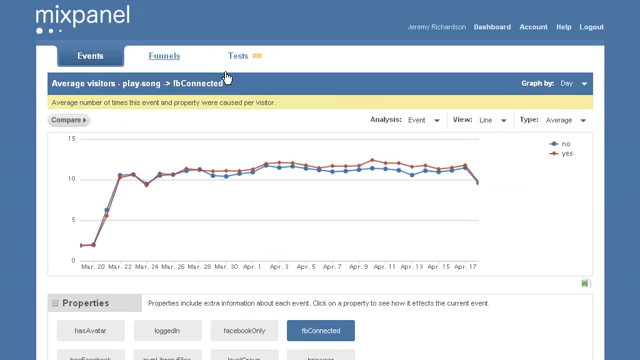 mixpanel
Jeremy Richardson Dashboard Account Help Logout
Events Funnels Tests
Average visitors - play-song -> fbConnected Graph by: Day
Average number of times this event and property were caused per visitor.
Compare Analysis: Event View: Line Type: Average
15
10
5
0
no
yes
Mar. 20 Mar. 22 Mar. 24 Mar. 26 Mar. 28 Mar. 30 Apr. 1 Apr. 3 Apr. 5 Apr. 7 Apr. 9 Apr. 11 Apr. 13 Apr. 15 Apr. 17
Properties Properties include extra information about each event. Click on a property to see how it effects the current event.
hasAvatar loggedIn facebookOnly fbConnected